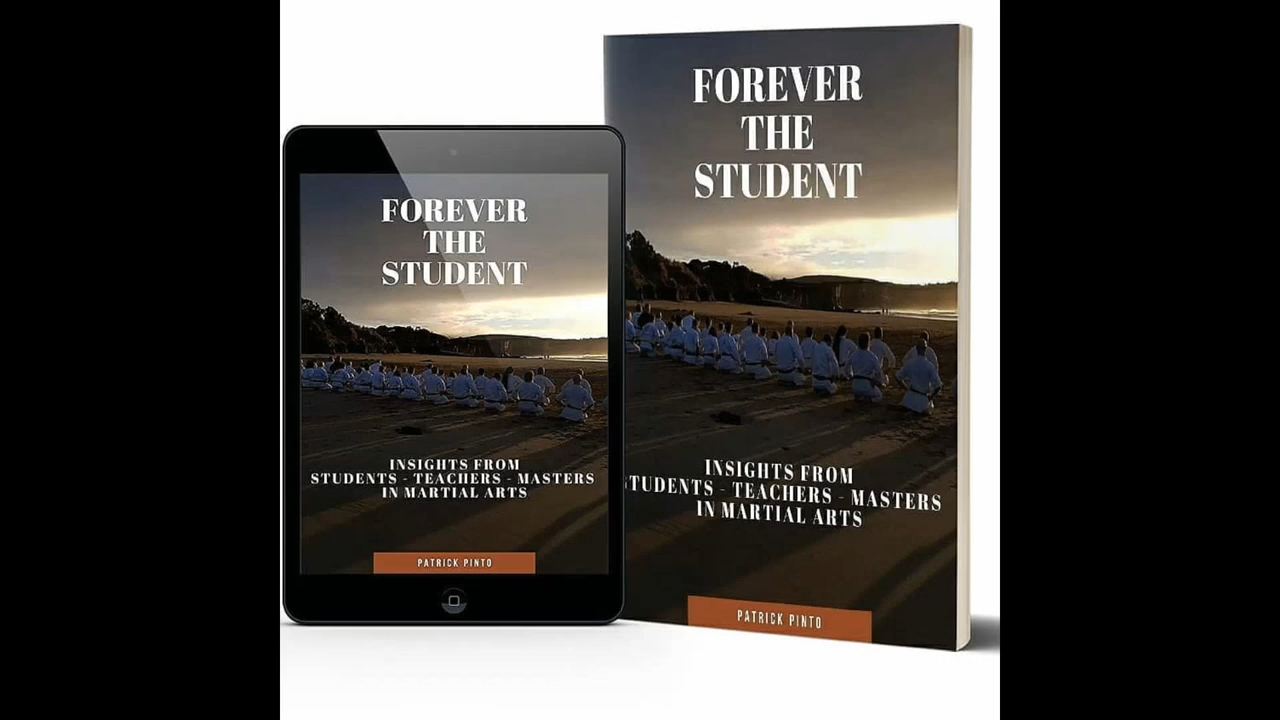 FOREVER
THE
STUDENT
INSIGHTS FROM
STUDENTS - TEACHERS - MASTERS
IN MARTIAL ARTS
PATRICK PINTO
FOREVER
THE
STUDENT
INSIGHTS FROM
TUDENTS - TEACHERS - MASTERS
IN MARTIAL ARTS
PATRICK PINTO